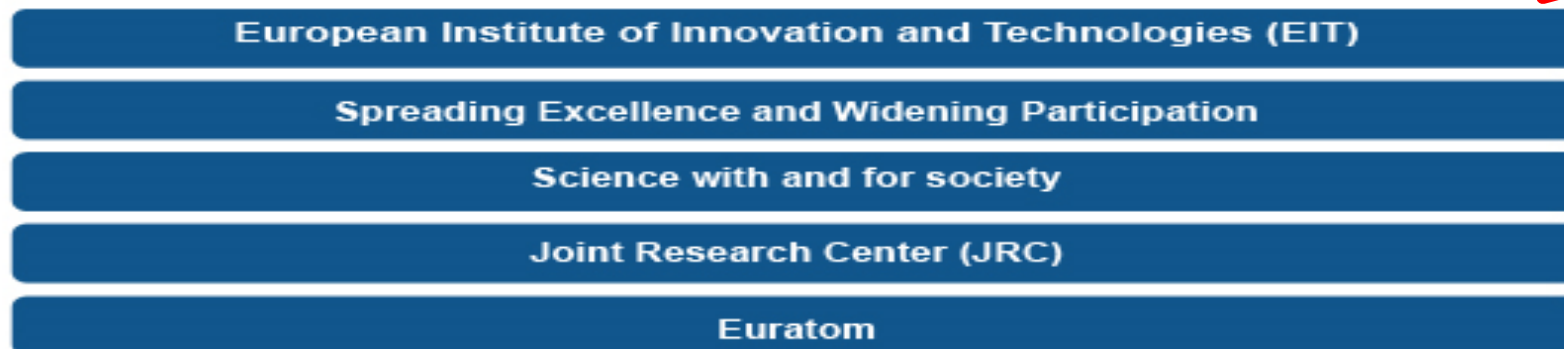 European Institute of Innovation and Technologies (EIT)
Spreading Excellence and Widening Participation
Science with and for society
Joint Research Center (JRC)
Euratom